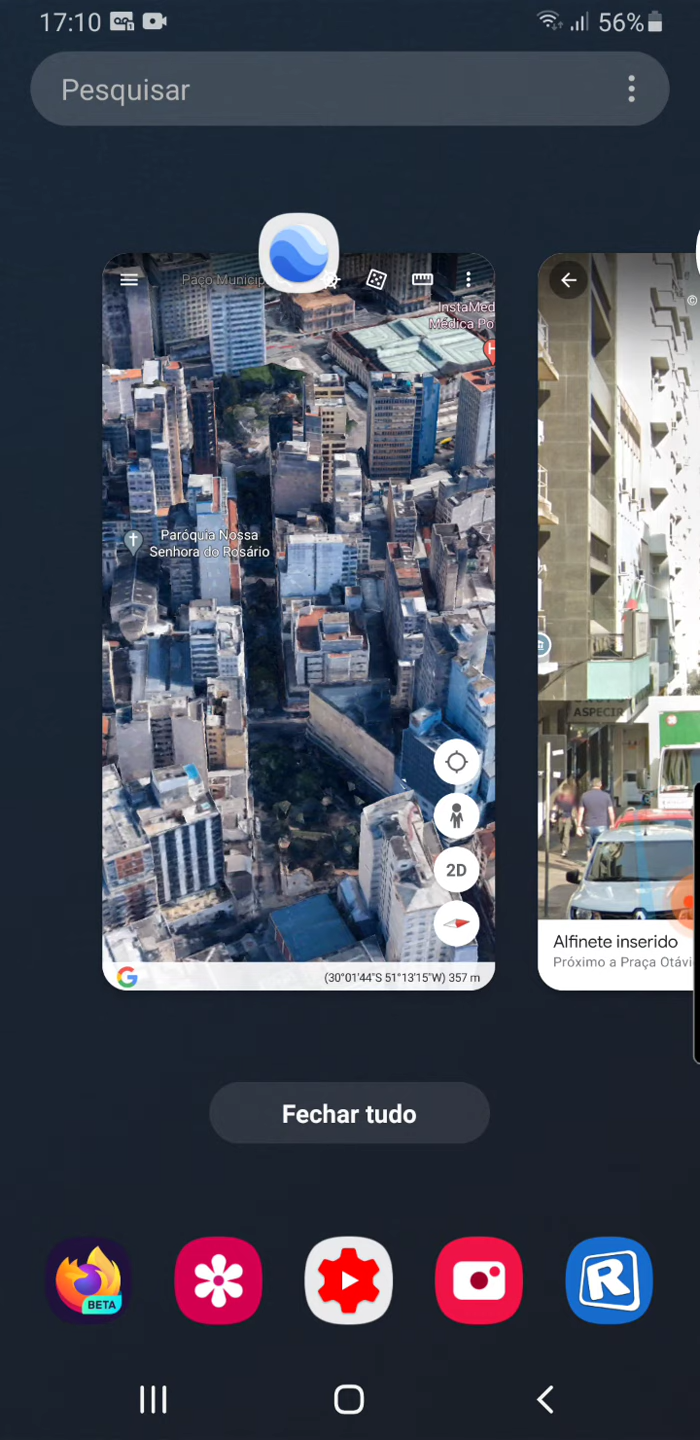 17:10
56%
Pesquisar
Paço Municip
InstaMed
Médica Po
H
Paróquia Nossa
Senhora do Rosário
2D
G
(30°01'44"S 51°13'15"W) 357 m
©
ASPECIR
Alfinete inserido
Próximo a Praça Otávi
Fechar tudo
BETA
R